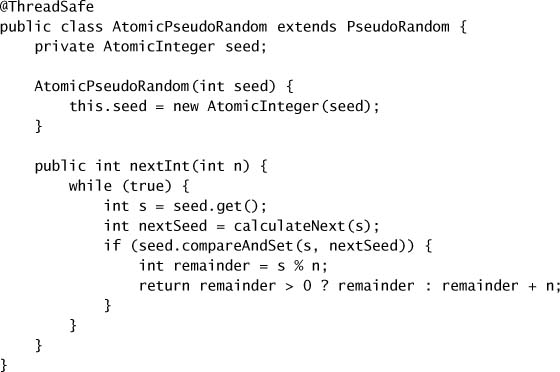 @ThreadSafe
public class AtomicPseudoRandom extends PseudoRandom {
    private AtomicInteger seed;

    AtomicPseudoRandom(int seed) {
        this.seed = new AtomicInteger(seed);
    }

    public int nextInt(int n) {
        while (true) {
            int s = seed.get();
            int nextSeed = calculateNext(s);
            if (seed.compareAndSet(s, nextSeed)) {
                int remainder = s % n;
                return remainder > 0 ? remainder : remainder + n;
            }
        }
    }
}